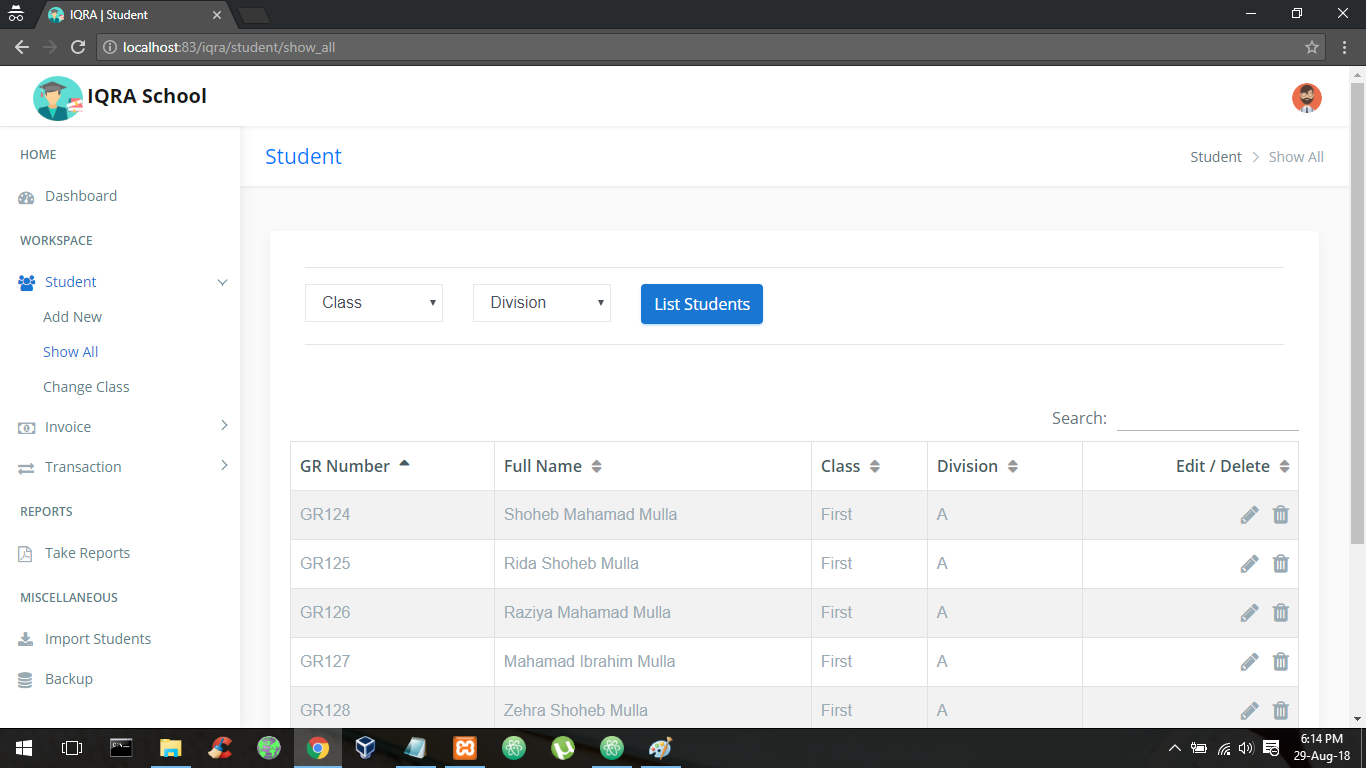 IQRA | Student
localhost:83/iqra/student/show_all
IQRA School
HOME
Dashboard
WORKSPACE
Student
Add New
Show All
Change Class
Invoice
Transaction
REPORTS
Take Reports
MISCELLANEOUS
Import Students
Backup
Student
Student > Show All
Class Division List Students
Search:
GR Number Full Name Class Division Edit / Delete
GR124 Shoheb Mahamad Mulla First A
GR125 Rida Shoheb Mulla First A
GR126 Raziya Mahamad Mulla First A
GR127 Mahamad Ibrahim Mulla First A
GR128 Zehra Shoheb Mulla First A
6:14 PM
29-Aug-18